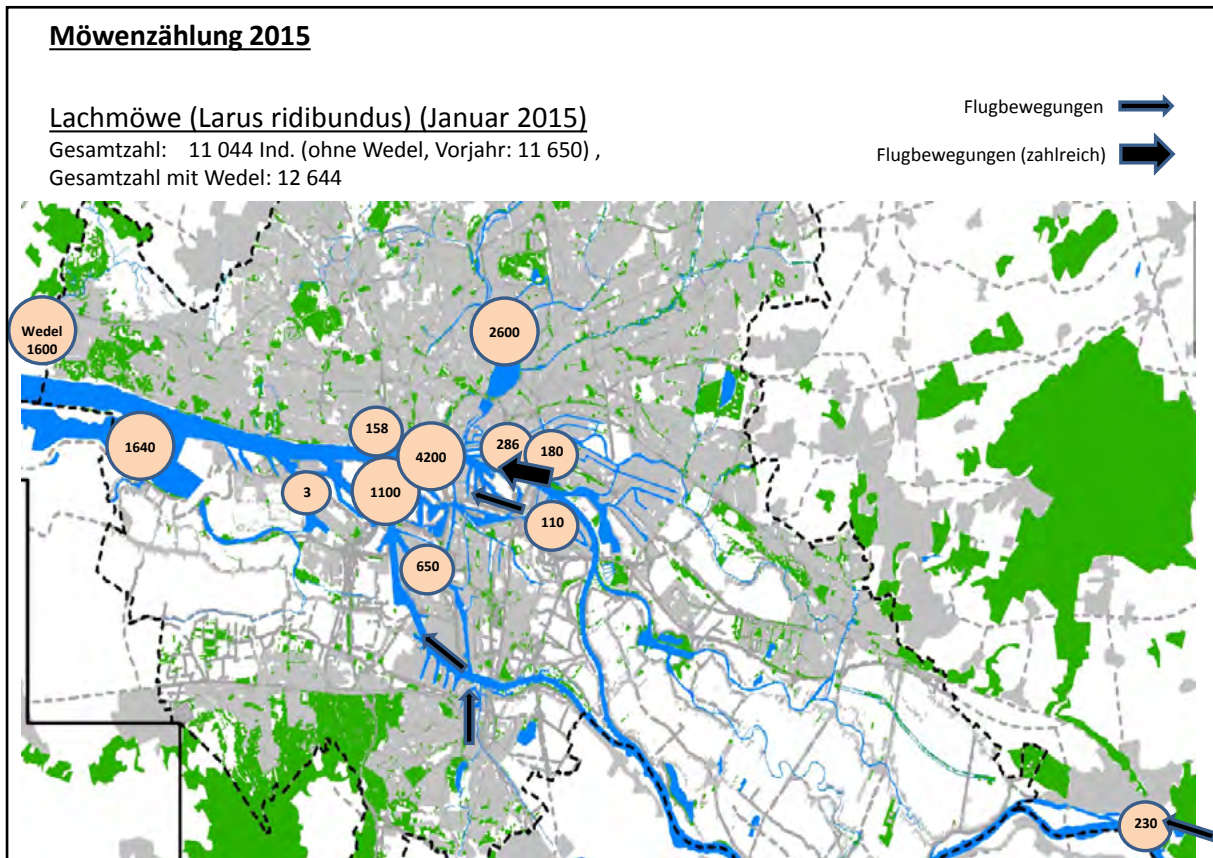 Möwenzählung 2015
Lachmöwe (Larus ridibundus) (Januar 2015)
Gesamtzahl: 11 044 Ind. (ohne Wedel, Vorjahr: 11 650) ,
Gesamtzahl mit Wedel: 12 644
Flugbewegungen
Flugbewegungen (zahlreich)
Wedel
1600
2600
1640
158
4200
286
180
3
1100
110
650
230